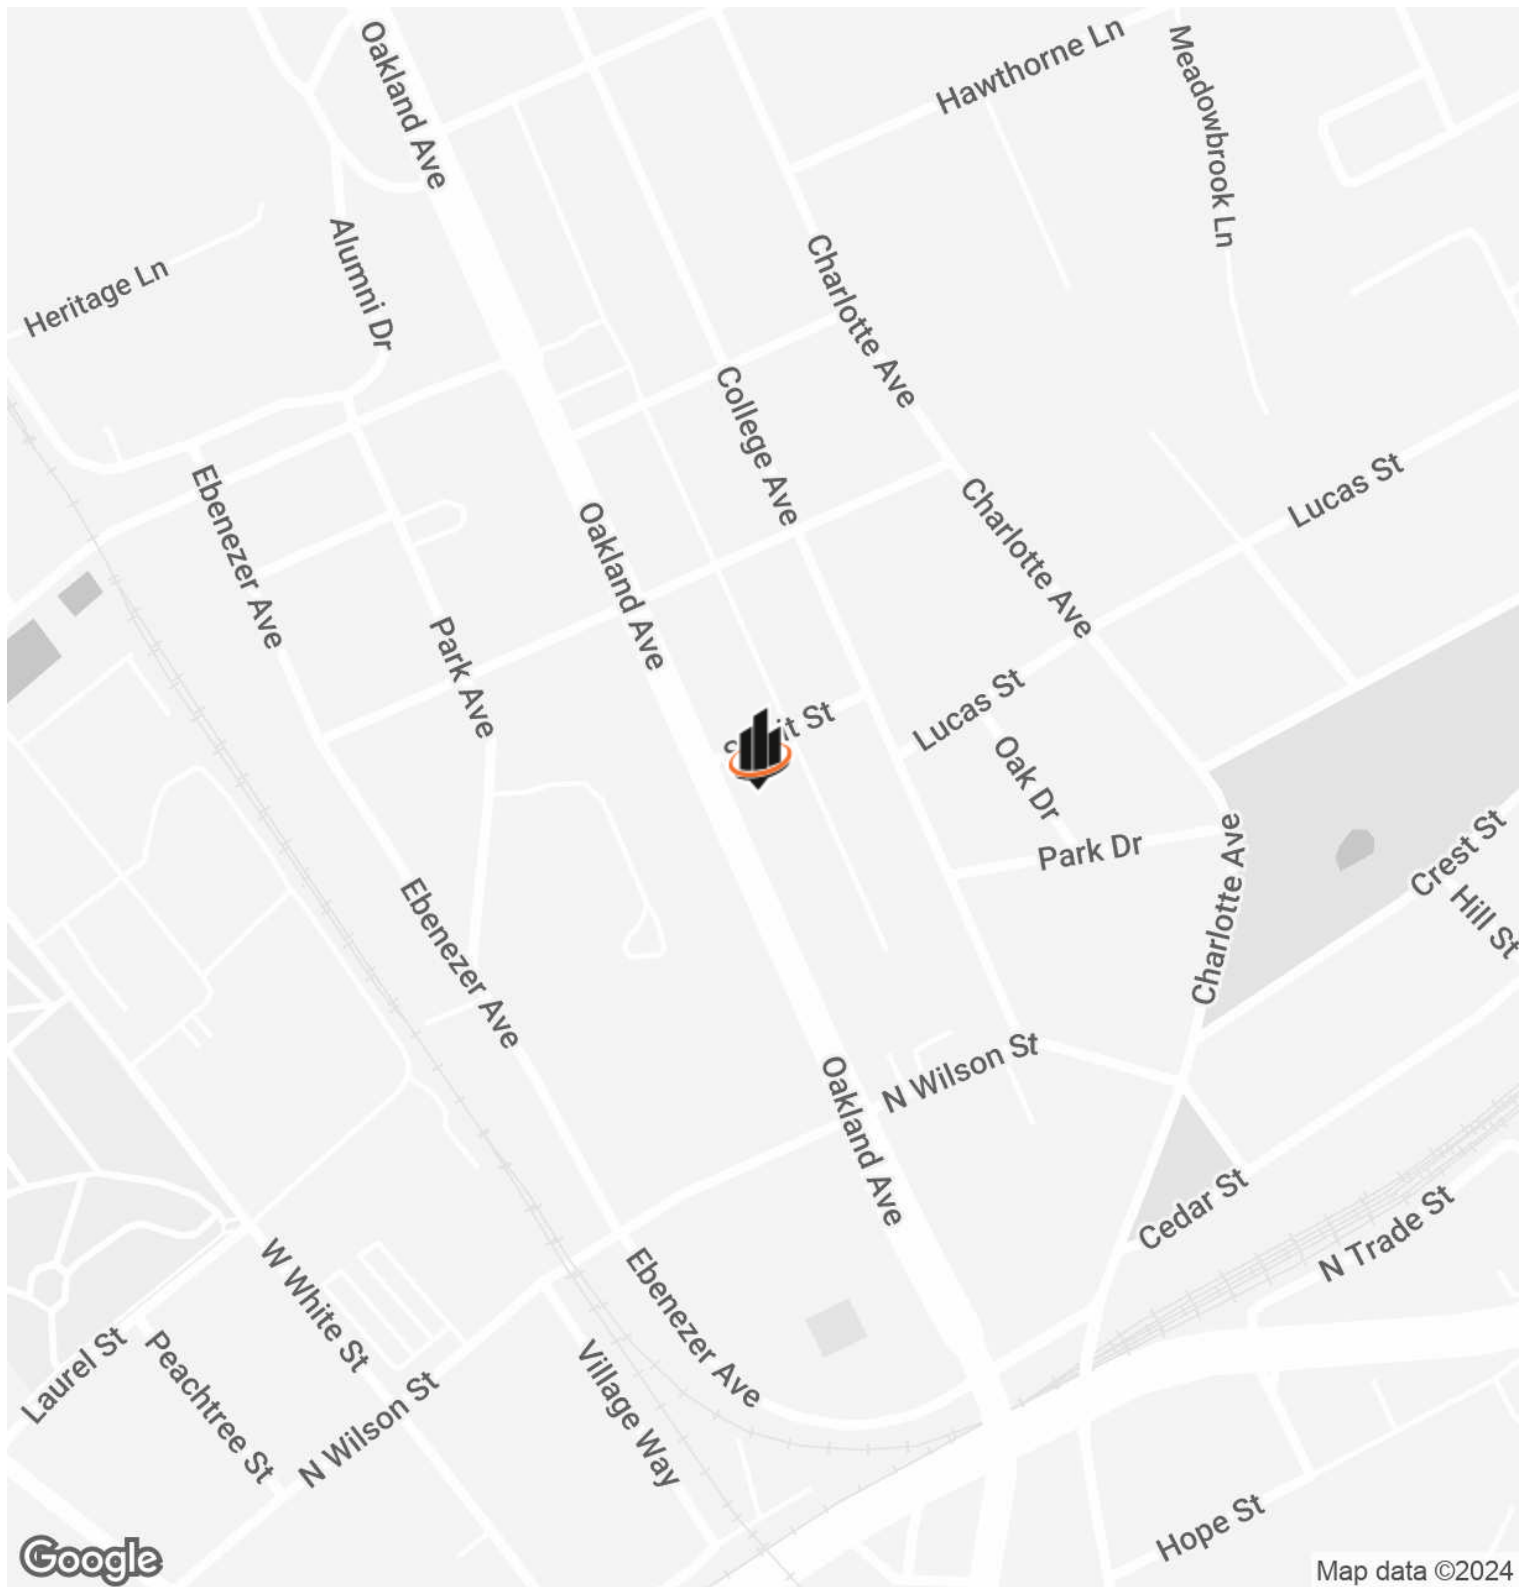 Oakland Ave
Hawthorne Ln
Meadowbrook Ln
Alumni Dr
Heritage Ln
Charlotte Ave
College Ave
Ebenezer Ave
Oakland Ave
Charlotte Ave
Lucas St
Park Ave
Lucas St
St
Oak Dr
Park Dr
Charlotte Ave
Crest St
Hill St
Ebenezer Ave
N Wilson St
Oakland Ave
Cedar St
N Trade St
W White St
Ebenezer Ave
Laurel St
Peachtree St
N Wilson St
Village Way
Hope St
Google
Map data ©2024